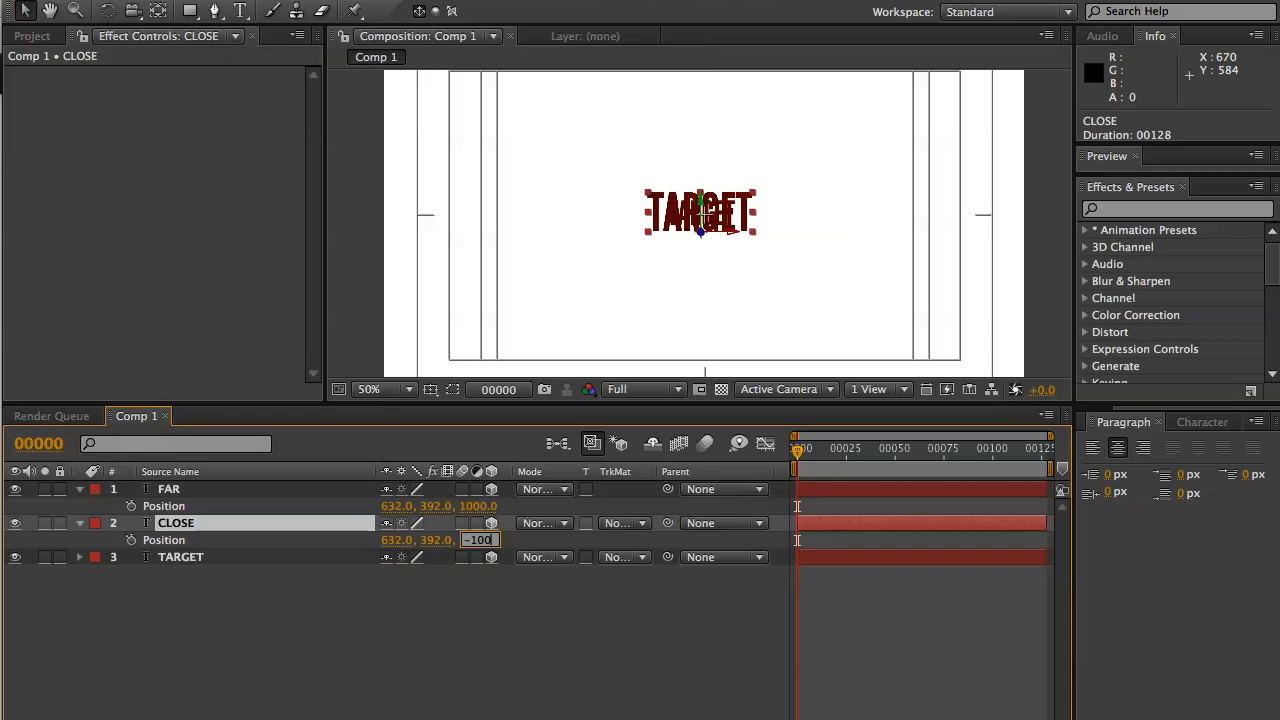 Workspace: Standard Search Help
Project Effect Controls: CLOSE Composition: Comp 1 Layer: (none) Audio Info
Comp 1 • CLOSE
Comp 1
R :
G :
B :
A : 0
X : 670
Y : 584
CLOSE
Duration: 00128
Preview
Effects & Presets
* Animation Presets
3D Channel
Audio
Blur & Sharpen
Channel
Color Correction
Distort
Expression Controls
Generate
Keying
TARGET
50% 00000 Full Active Camera 1 View +0.0
Render Queue Comp 1
00000
00025 00050 00075 00100 0012
# Source Name Mode T TrkMat Parent
1 T FAR Nor... None
Position 632.0, 392.0, 1000.0
2 T CLOSE Nor... No... None
Position 632.0, 392.0, -100
3 T TARGET Nor... No... None
Paragraph Character
0 px 0 px 0 px
0 px 0 px